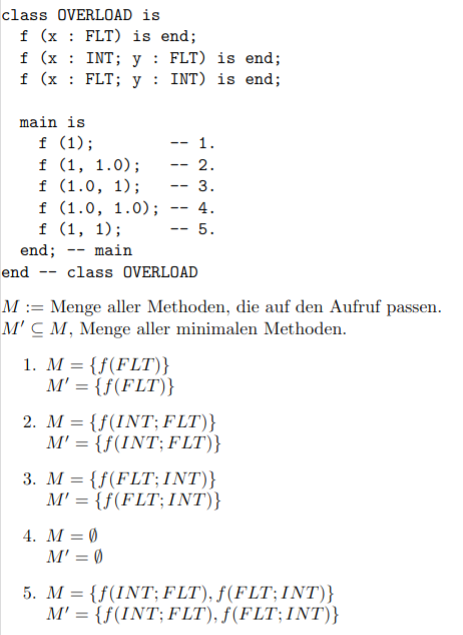 class OVERLOAD is
f (x : FLT) is end;
f (x : INT; y : FLT) is end;
f (x : FLT; y : INT) is end;
main is
f (1); -- 1.
f (1, 1.0); -- 2.
f (1.0, 1); -- 3.
f (1.0, 1.0); -- 4.
f (1, 1); -- 5.
end; -- main
end -- class OVERLOAD
M := Menge aller Methoden, die auf den Aufruf passen.
M′ ⊆ M, Menge aller minimalen Methoden.
1. M = {f(FLT)}
M′ = {f(FLT)}
2. M = {f(INT; FLT)}
M′ = {f(INT; FLT)}
3. M = {f(FLT; INT)}
M′ = {f(FLT; INT)}
4. M = ∅
M′ = ∅
5. M = {f(INT; FLT), f(FLT; INT)}
M′ = {f(INT; FLT), f(FLT; INT)}